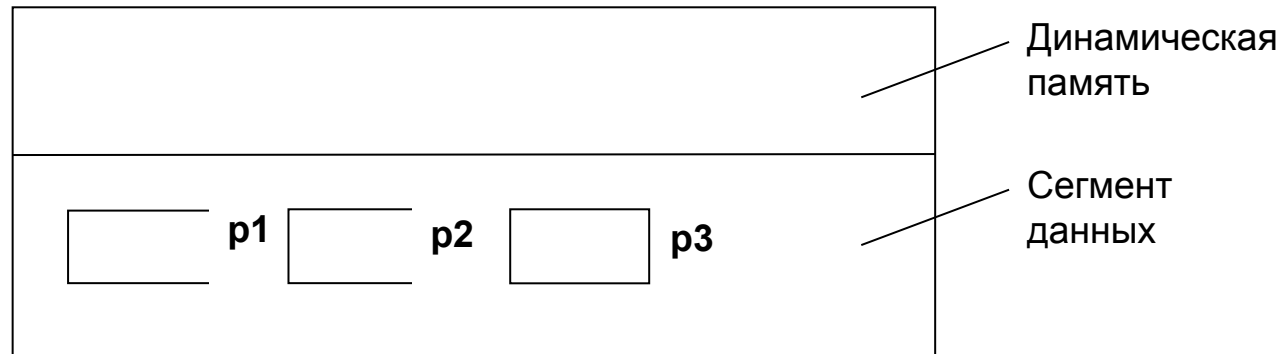 Динамическая
память
Сегмент
данных
p1 p2 p3